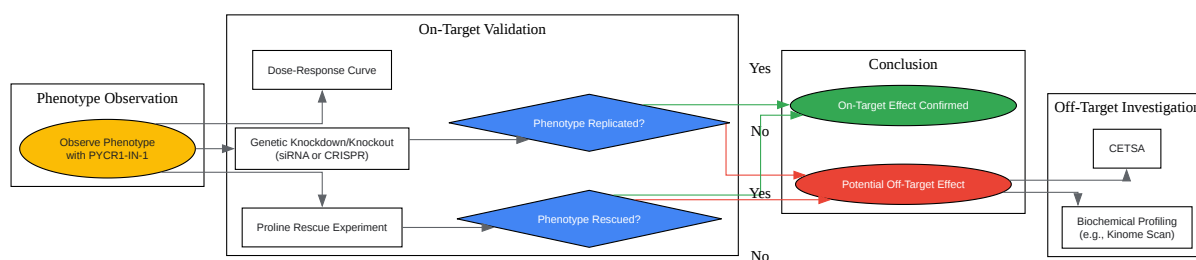 Phenotype Observation
Observe Phenotype
with PYCR1-IN-1
On-Target Validation
Dose-Response Curve
Genetic Knockdown/Knockout
(siRNA or CRISPR)
Proline Rescue Experiment
Phenotype Replicated?
Phenotype Rescued?
Yes
No
Yes
No
Conclusion
On-Target Effect Confirmed
Potential Off-Target Effect
Off-Target Investigation
CETSA
Biochemical Profiling
(e.g., Kinome Scan)